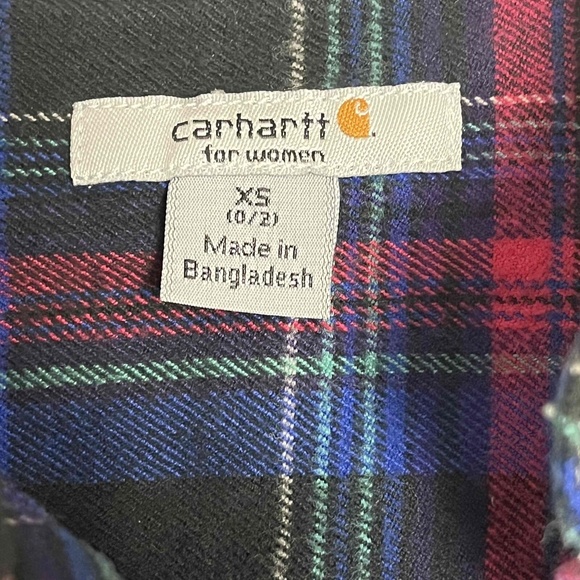 carhartt
for women
XS
(0/2)
Made in
Bangladesh